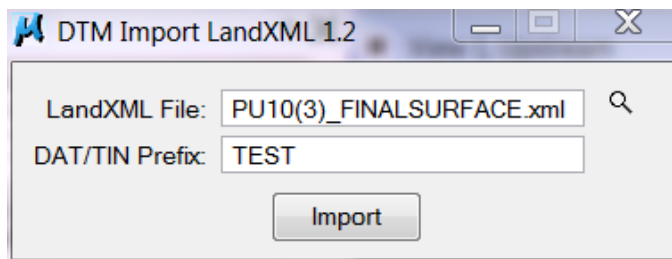 DTM Import LandXML 1.2
LandXML File: PU10(3)_FINALSURFACE.xml
DAT/TIN Prefix: TEST
Import